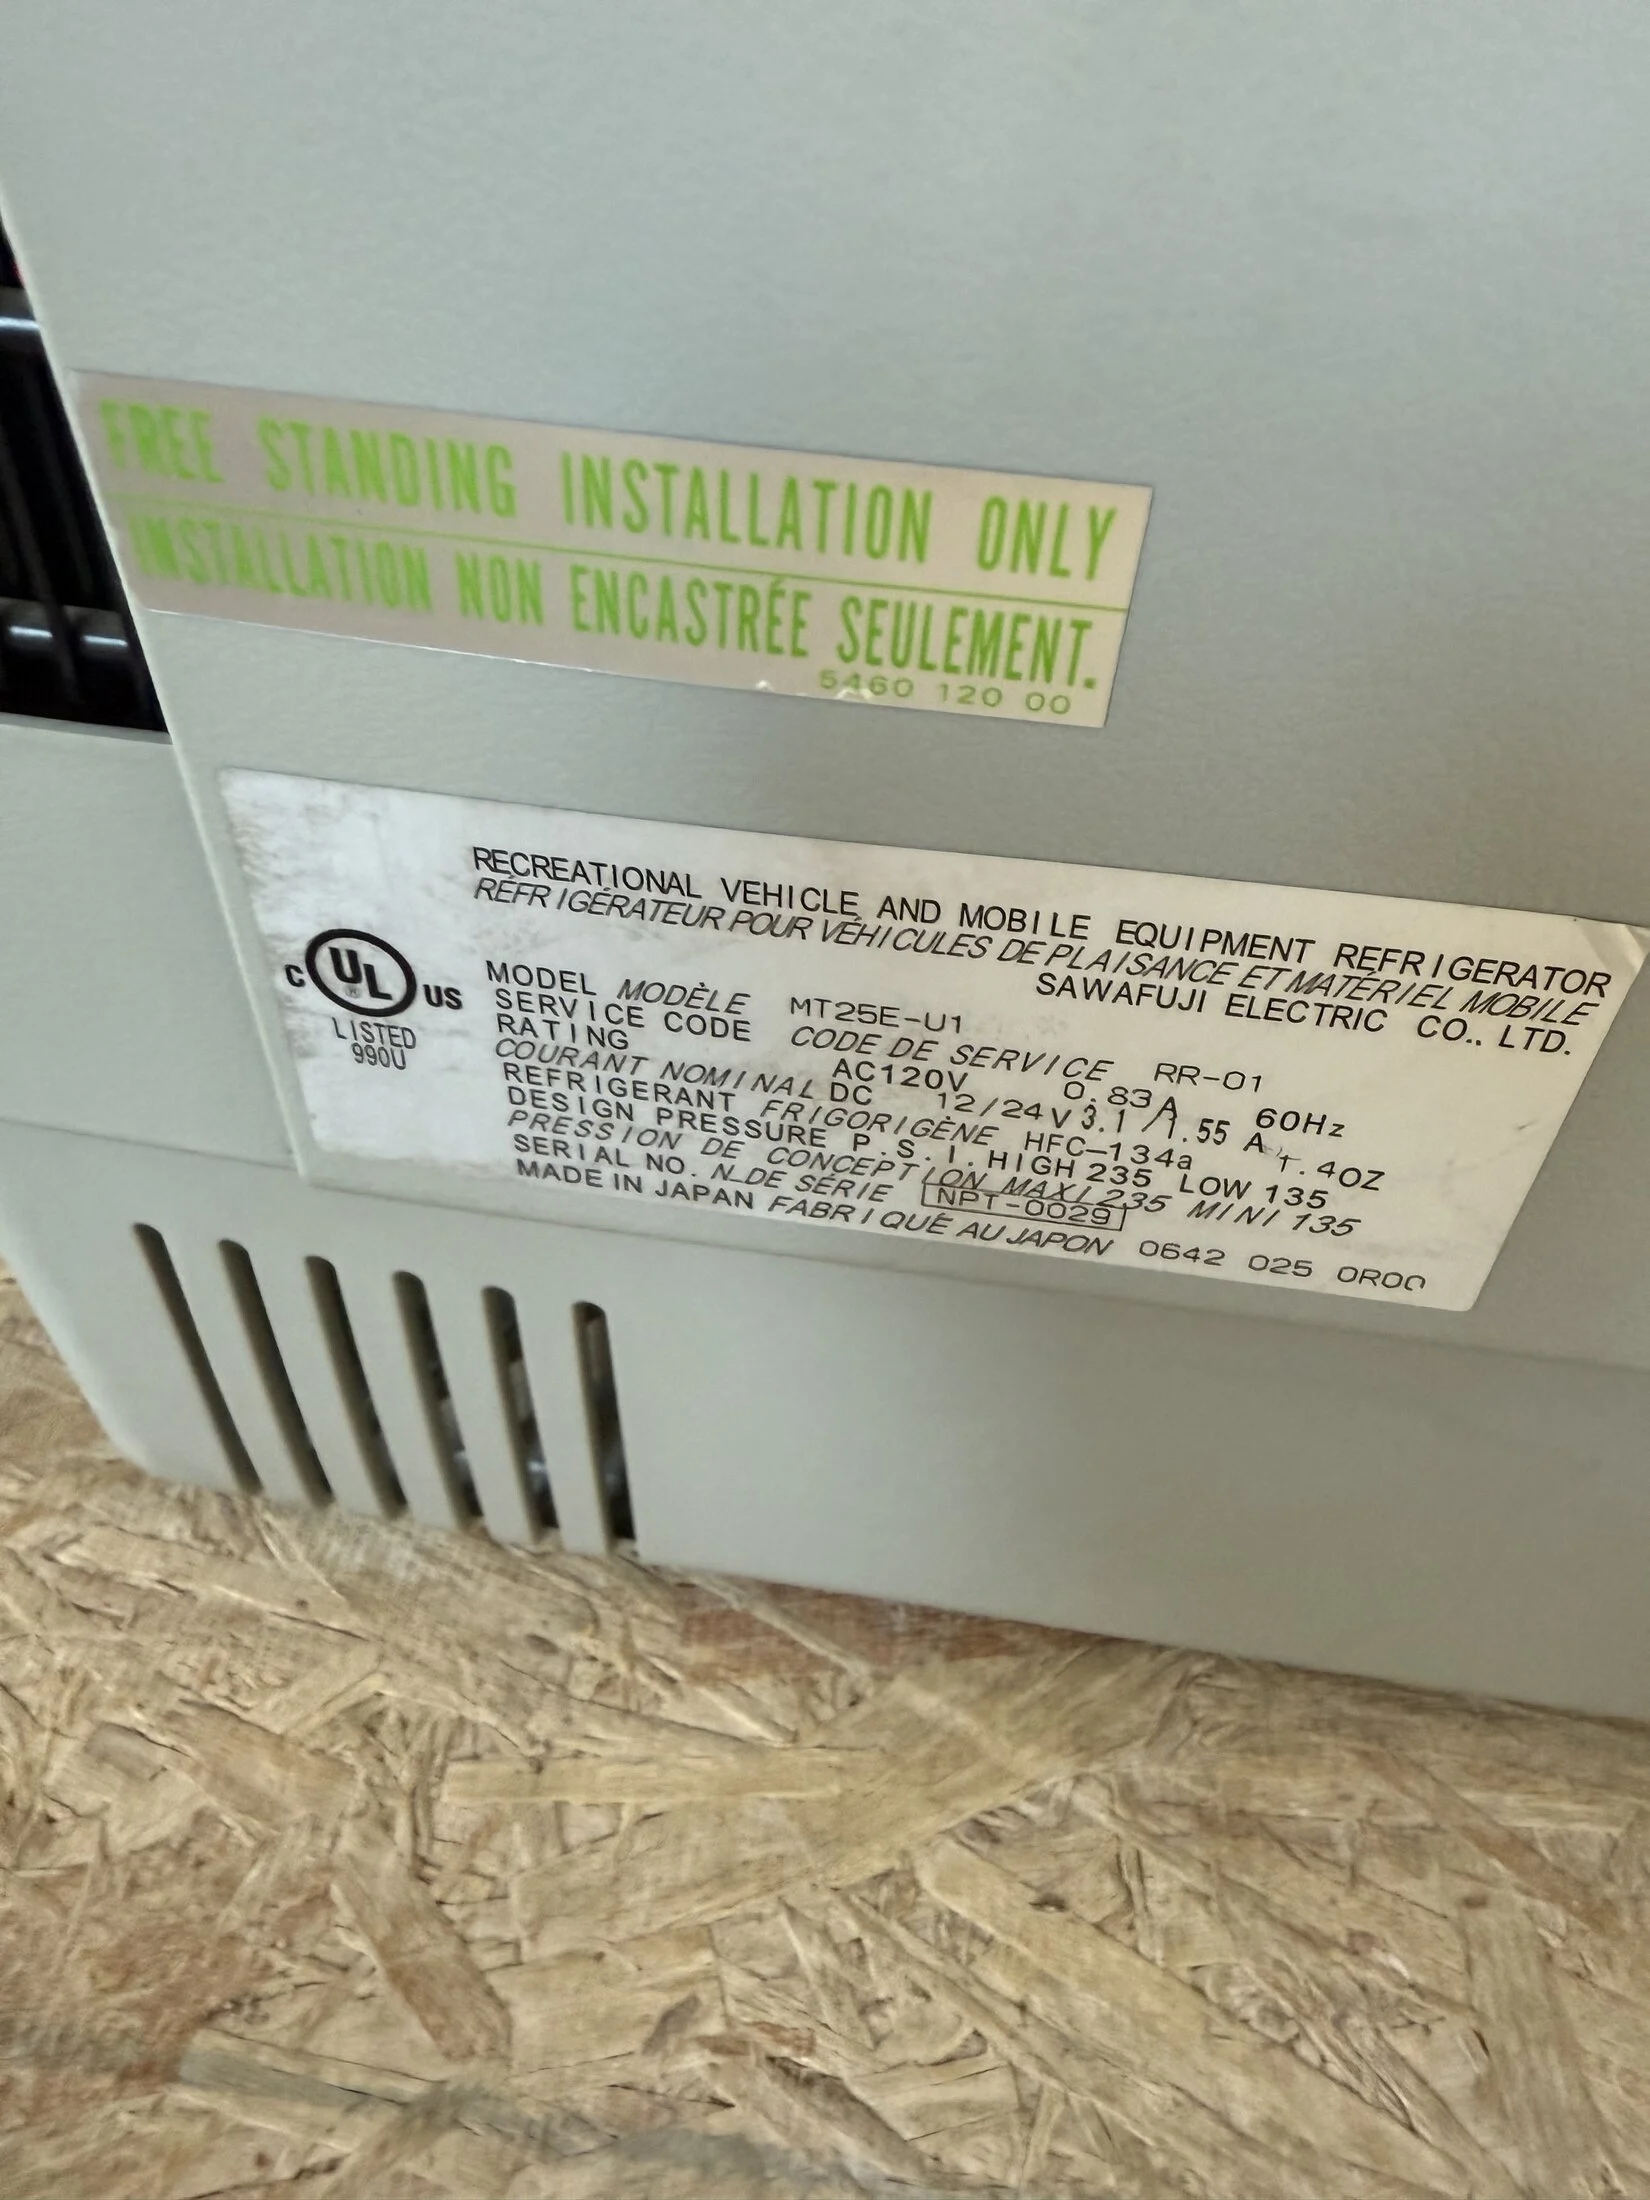 FREE STANDING INSTALLATION ONLY
INSTALLATION NON ENCASTRÉE SEULEMENT.
5460 120 00
RECREATIONAL VEHICLE AND MOBILE EQUIPMENT REFRIGERATOR
RÉFRIGÉRATEUR POUR VÉHICULES DE PLAISANCE ET MATÉRIEL MOBILE
SAWAFUJI ELECTRIC CO., LTD.
C UL ® US
LISTED
990U
MODEL MODÈLE MT25E-U1
SERVICE CODE CODE DE SERVICE RR-01
RATING AC120V 0.83A 60Hz
COURANT NOMINAL DC 12/24V 3.1/1.55 A
REFRIGERANT FRIGORIGÈNE HFC-134a .4OZ
DESIGN PRESSURE P.S.I. HIGH 235 LOW 135
PRESSION DE CONCEPTION MAXI 235 MINI 135
SERIAL NO. N.DE SÉRIE NPT-0029
MADE IN JAPAN FABRIQUÉ AU JAPON 0642 025 0R00